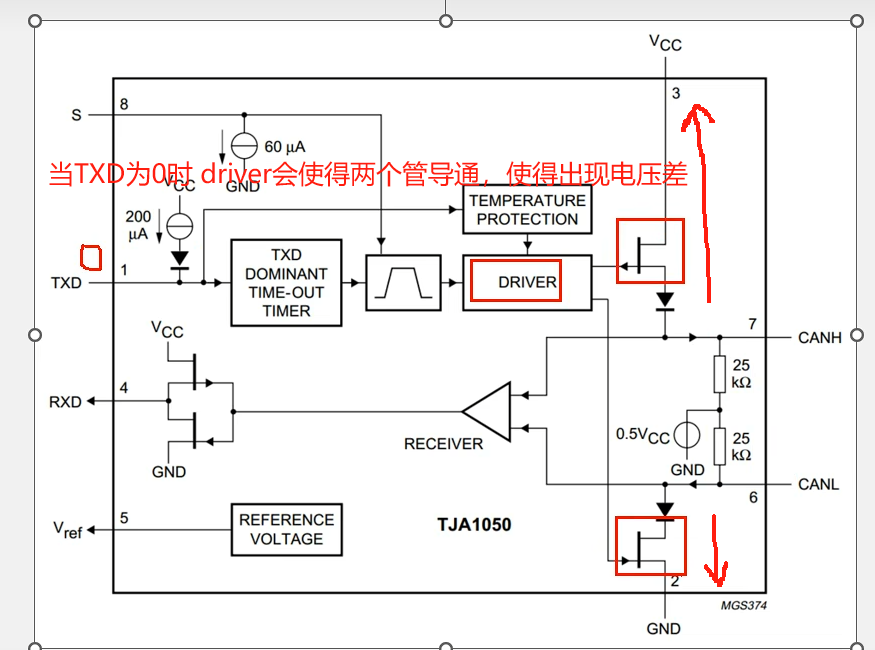 VCC
3
S
8
60 µA
当TXD为0时 driver会使得两个管导通，使得出现电压差
VCC
GND
200
µA
TEMPERATURE
PROTECTION
TXD
1
TXD
DOMINANT
TIME-OUT
TIMER
DRIVER
7
CANH
VCC
25
kΩ
RXD
4
RECEIVER
0.5VCC
25
kΩ
GND
GND
CANL
6
Vref
5
REFERENCE
VOLTAGE
TJA1050
2
MGS374
GND